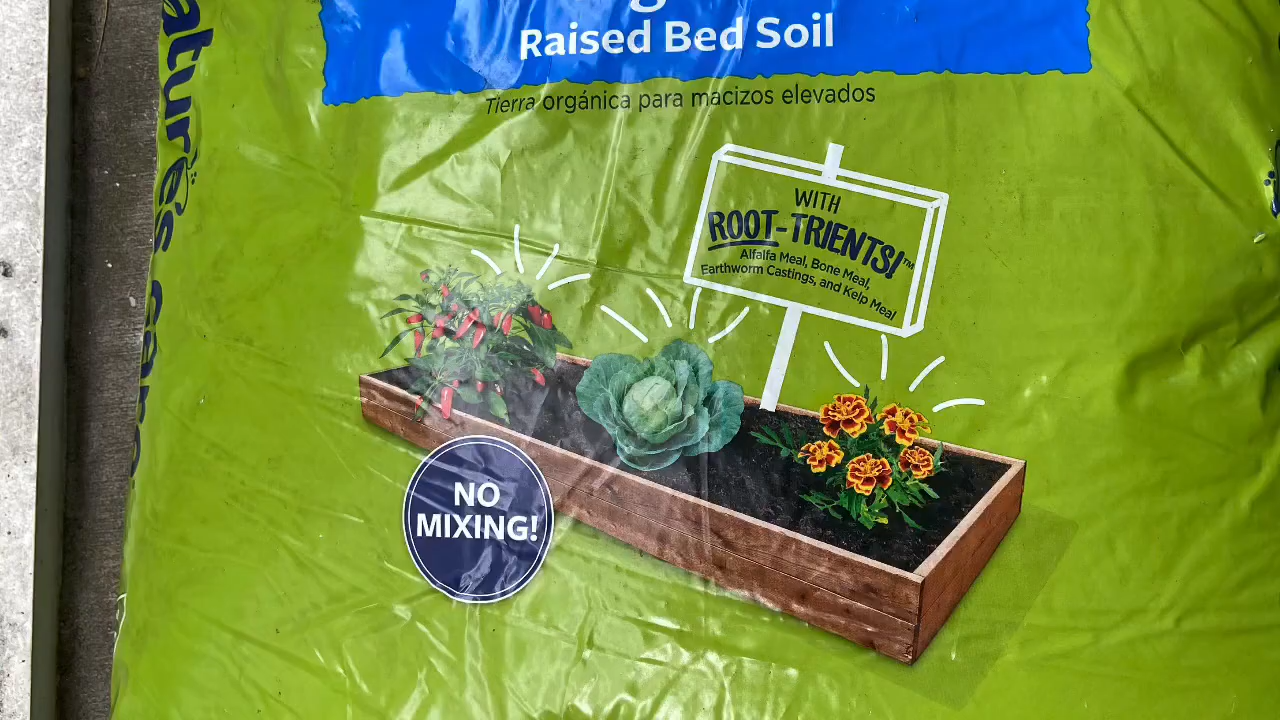 Raised Bed Soil
Tierra orgánica para macizos elevados
WITH
ROOT-TRIENTS!™
Alfalfa Meal, Bone Meal,
Earthworm Castings, and Kelp Meal
NO
MIXING!